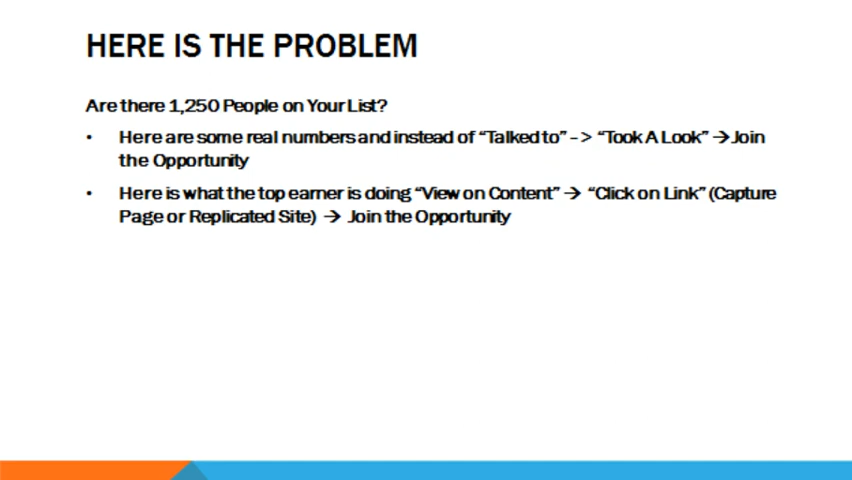 HERE IS THE PROBLEM
Are there 1,250 People on Your List?
• Here are some real numbers and instead of “Talked to” - > “Took A Look” →Join
the Opportunity
• Here is what the top earner is doing “View on Content” → “Click on Link” (Capture
Page or Replicated Site) → Join the Opportunity